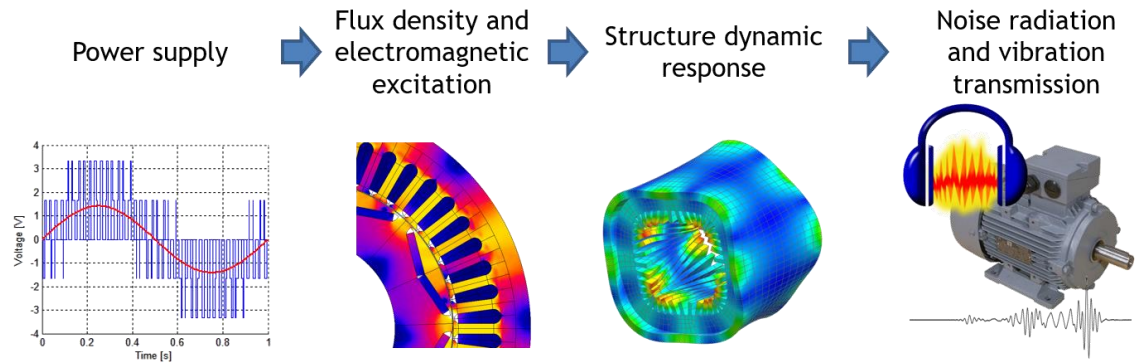 Power supply
Flux density and
electromagnetic
excitation
Structure dynamic
response
Noise radiation
and vibration
transmission
Voltage [V]
4
3
2
1
0
-1
-2
-3
-4
0
0.2
0.4
0.6
0.8
1
Time [s]